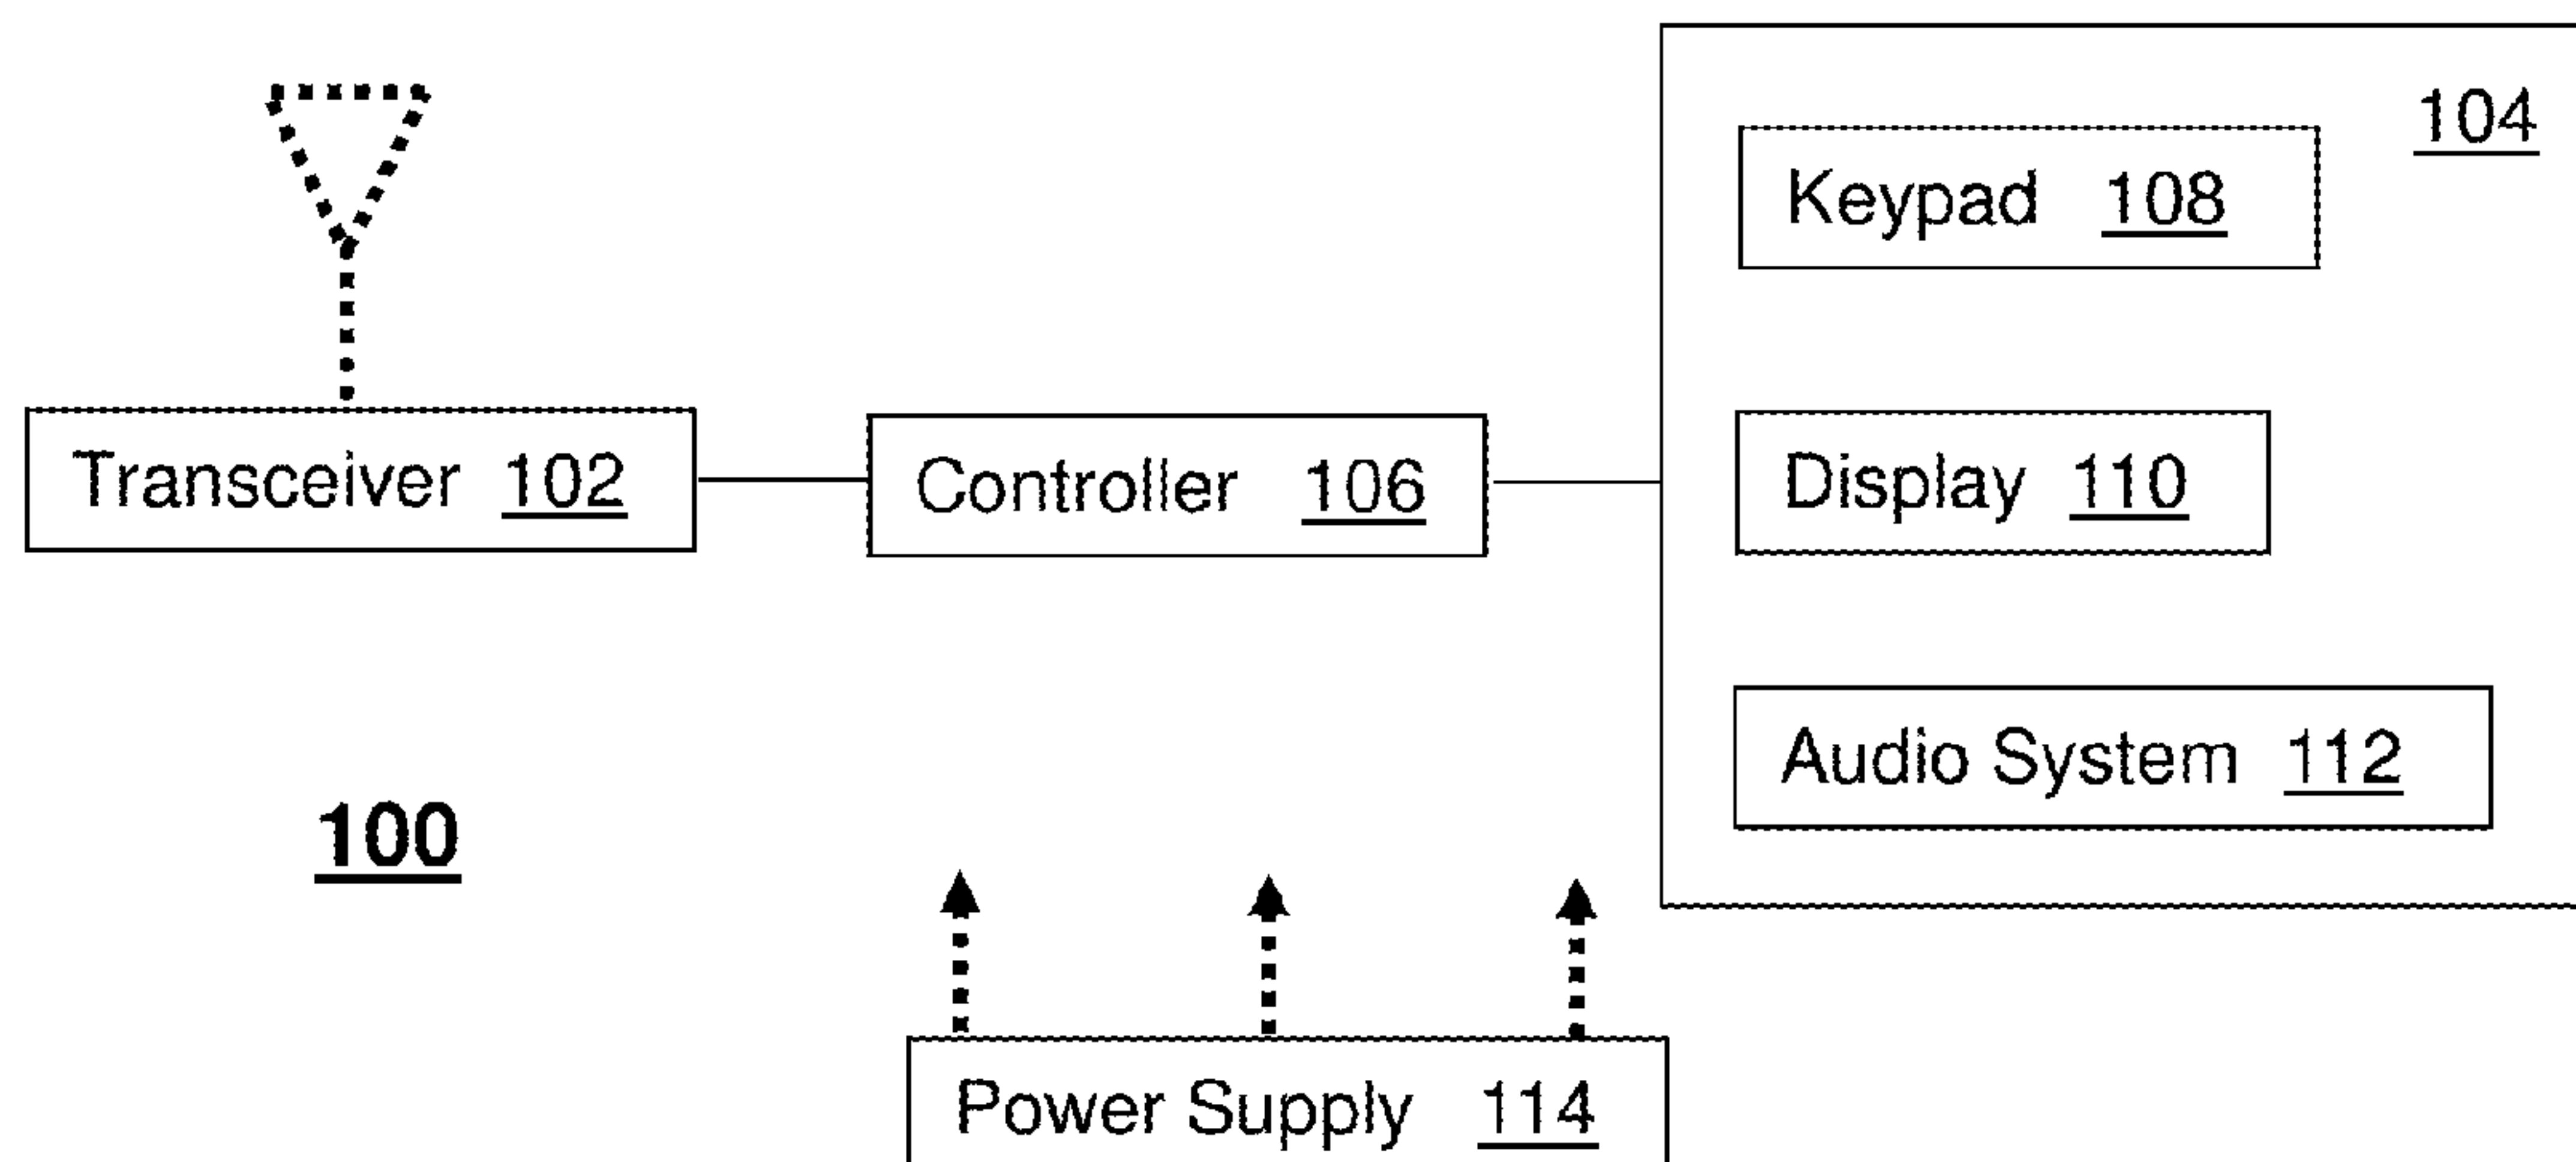 104
Keypad 108
Transceiver 102
Controller 106
Display 110
Audio System 112
100
Power Supply 114